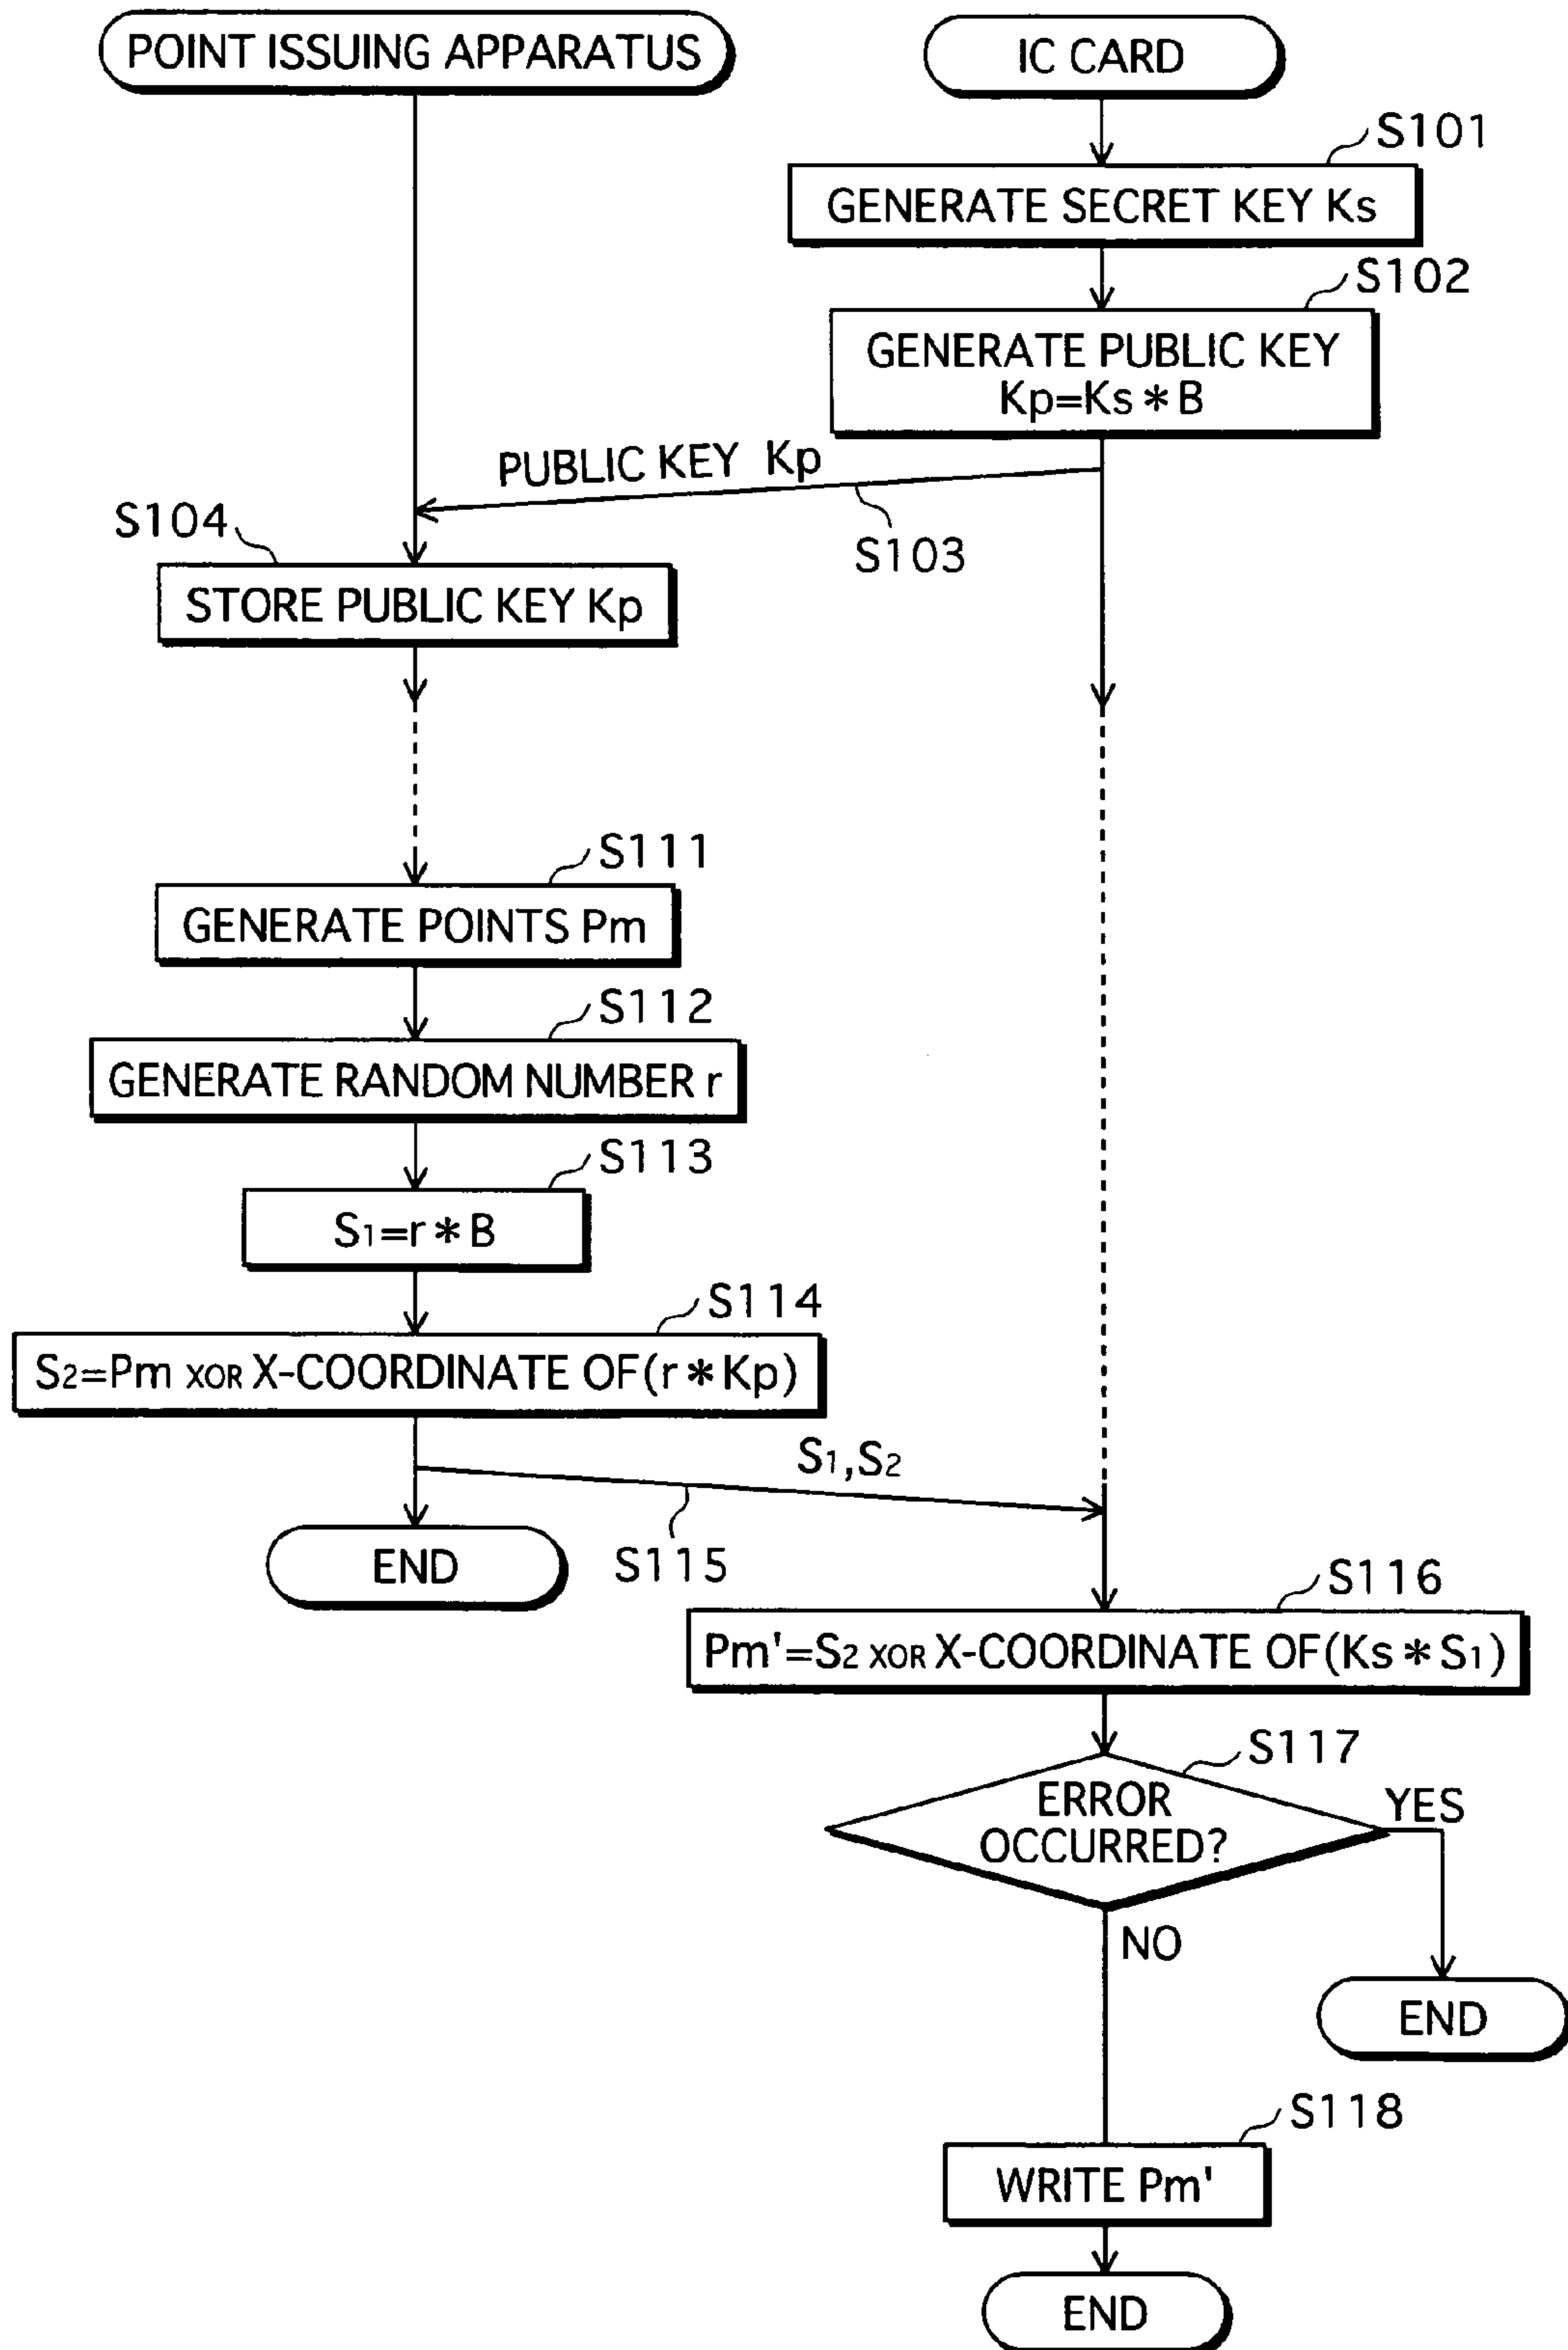 POINT ISSUING APPARATUS
IC CARD
S101
GENERATE SECRET KEY Ks
S102
GENERATE PUBLIC KEY
Kp=Ks*B
PUBLIC KEY Kp
S103
S104
STORE PUBLIC KEY Kp
S111
GENERATE POINTS Pm
S112
GENERATE RANDOM NUMBER r
S113
S1=r*B
S114
S2=Pm XOR X-COORDINATE OF(r*Kp)
S1,S2
S115
END
S116
Pm'=S2 XOR X-COORDINATE OF(Ks*S1)
S117
ERROR
OCCURRED?
YES
NO
END
S118
WRITE Pm'
END